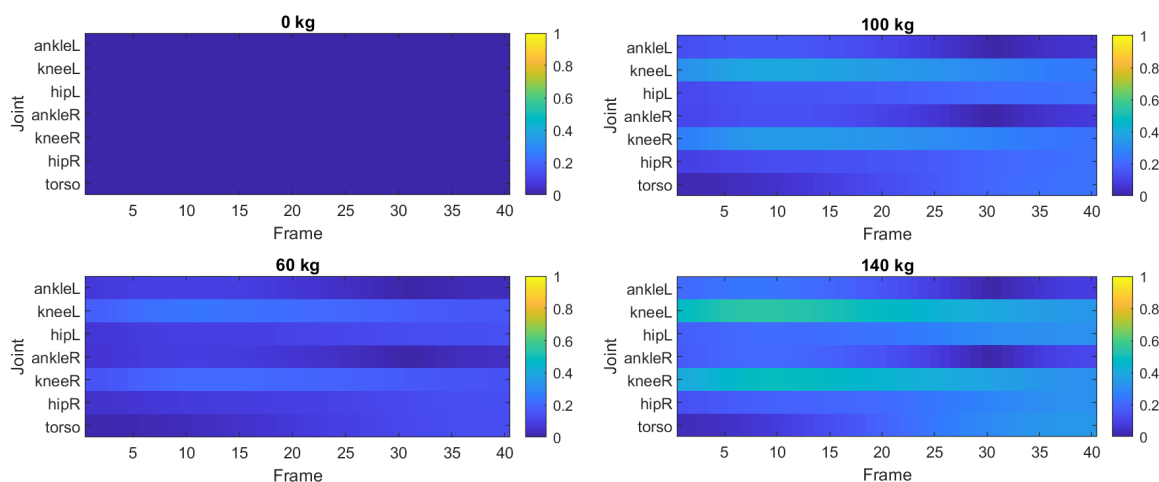 0 kg
Joint
ankleL
kneeL
hipL
ankleR
kneeR
hipR
torso
5 10 15 20 25 30 35 40
Frame
1
0.8
0.6
0.4
0.2
0
100 kg
Joint
ankleL
kneeL
hipL
ankleR
kneeR
hipR
torso
5 10 15 20 25 30 35 40
Frame
1
0.8
0.6
0.4
0.2
0
60 kg
Joint
ankleL
kneeL
hipL
ankleR
kneeR
hipR
torso
5 10 15 20 25 30 35 40
Frame
1
0.8
0.6
0.4
0.2
0
140 kg
Joint
ankleL
kneeL
hipL
ankleR
kneeR
hipR
torso
5 10 15 20 25 30 35 40
Frame
1
0.8
0.6
0.4
0.2
0